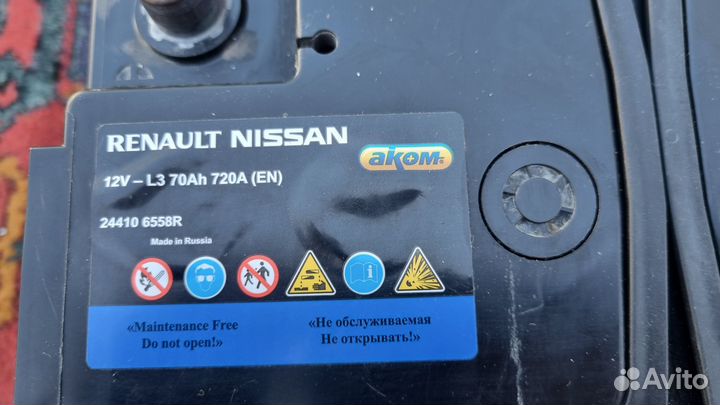 RENAULT NISSAN
aкom
12V – L3 70Ah 720A (EN)
24410 6558R
Made in Russia
«Maintenance Free
Do not open!»
«Не обслуживаемая
Не открывать!»
Avito